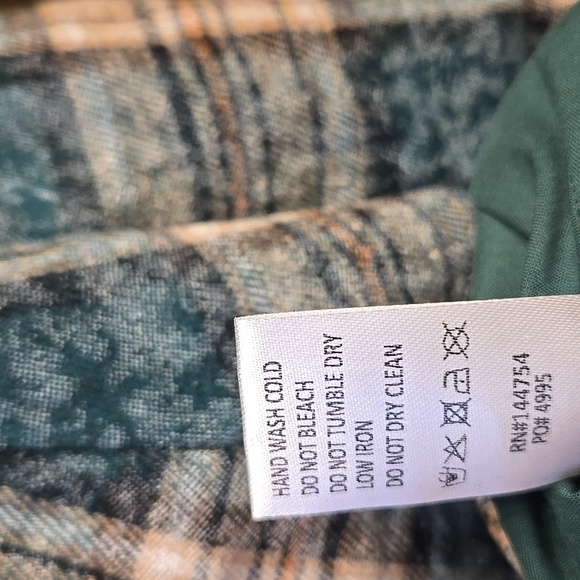 HAND WASH COLD
DO NOT BLEACH
DO NOT TUMBLE DRY
LOW IRON
DO NOT DRY CLEAN
RN#144754
PO# 4995